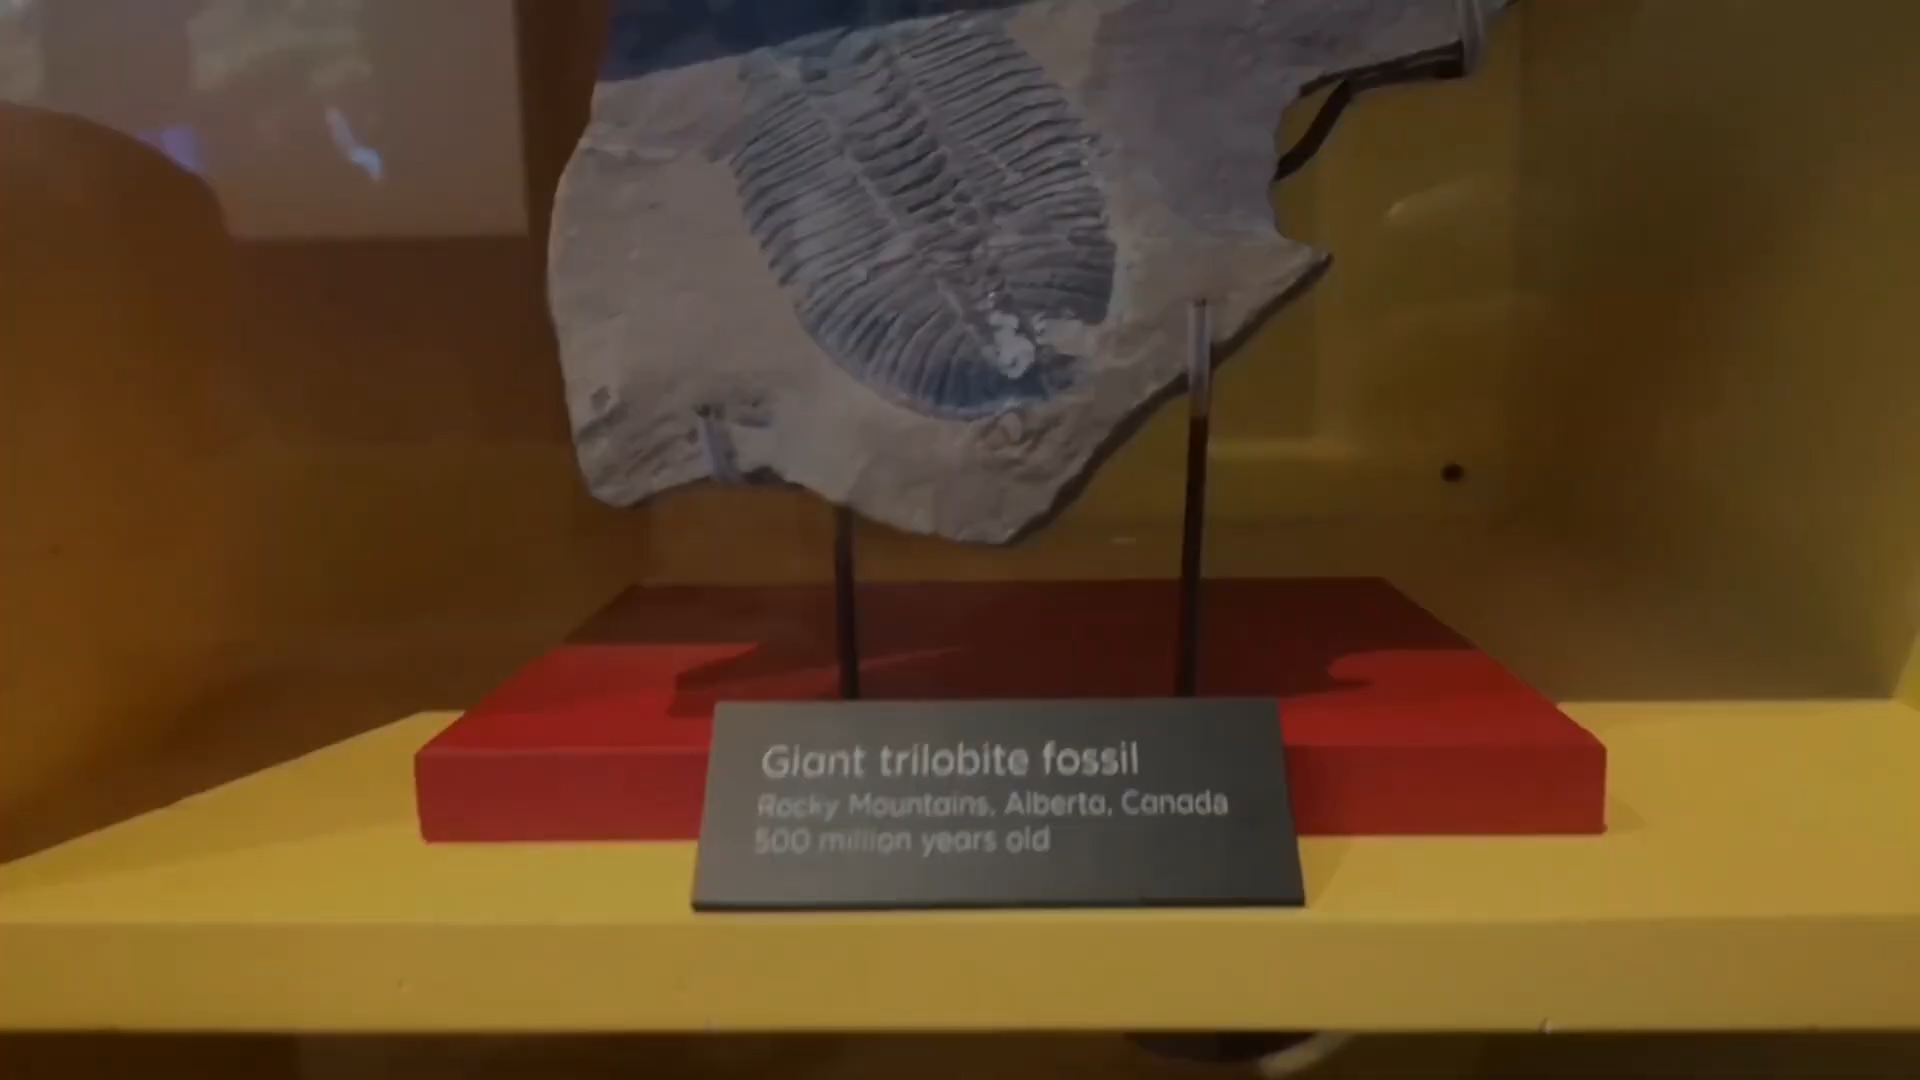 Giant trilobite fossil
Rocky Mountains, Alberta, Canada
500 million years old